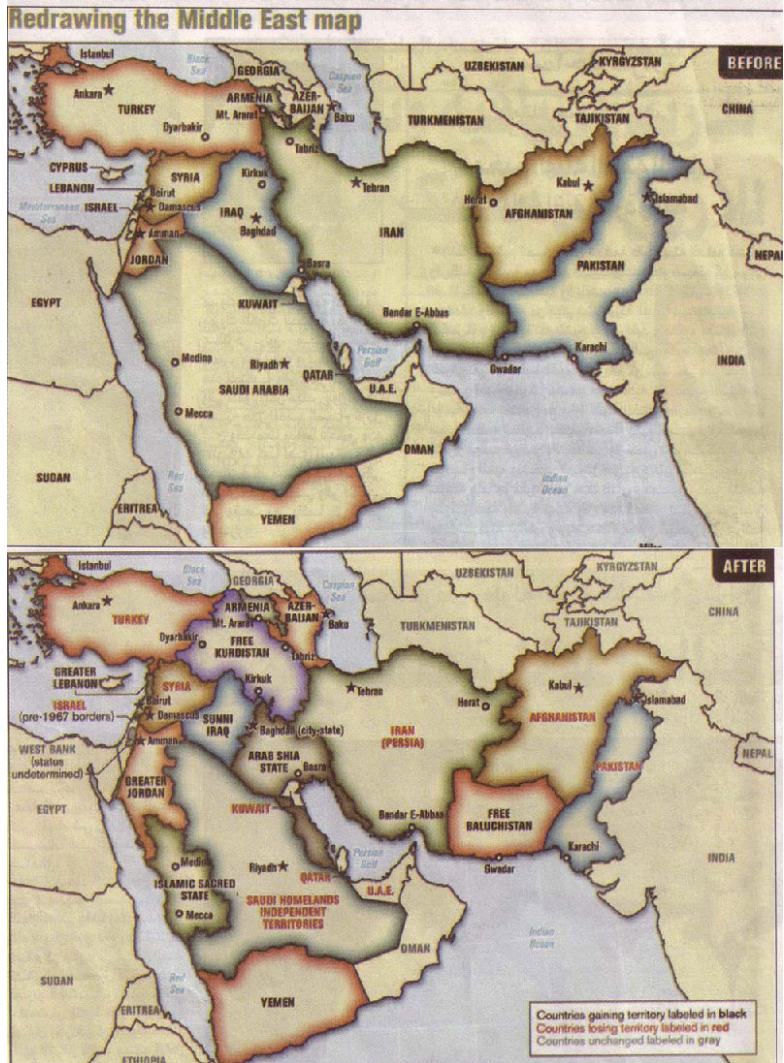 Redrawing the Middle East map
BEFORE
Istanbul
Black
Sea
GEORGIA
Caspian
Sea
UZBEKISTAN
KYRGYZSTAN
Ankara
TURKEY
ARMENIA
AZER-
BAIJAN
Mt. Ararat
Baku
TURKMENISTAN
TAJIKISTAN
CHINA
Dyarbakir
Tabriz
CYPRUS
SYRIA
Kirkuk
Tehran
Herat
Kabul
Islamabad
LEBANON
Beirut
Mediterranean
Sea
ISRAEL
Damascus
IRAQ
Baghdad
IRAN
AFGHANISTAN
Amman
JORDAN
Basra
PAKISTAN
NEPAL
EGYPT
KUWAIT
Bandar E-Abbas
Medina
Riyadh
Persian
Gulf
QATAR
Gwadar
Karachi
INDIA
SAUDI ARABIA
U.A.E.
Mecca
OMAN
SUDAN
Red
Sea
Indian
Ocean
ERITREA
YEMEN
AFTER
Istanbul
Black
Sea
GEORGIA
Caspian
Sea
UZBEKISTAN
KYRGYZSTAN
Ankara
TURKEY
ARMENIA
AZER-
BAIJAN
Mt. Ararat
Baku
TURKMENISTAN
TAJIKISTAN
CHINA
Dyarbakir
FREE
KURDISTAN
Tabriz
GREATER
LEBANON
SYRIA
Kirkuk
Tehran
Herat
Kabul
Islamabad
ISRAEL
(pre-1967 borders)
Beirut
Damascus
SUNNI
IRAQ
Baghdad (city-state)
IRAN
(PERSIA)
AFGHANISTAN
WEST BANK
(status
undetermined)
Amman
ARAB SHIA
STATE
Basra
PAKISTAN
NEPAL
GREATER
JORDAN
EGYPT
KUWAIT
Bandar E-Abbas
FREE
BALUCHISTAN
Medina
ISLAMIC SACRED
STATE
Riyadh
Persian
Gulf
QATAR
Gwadar
Karachi
INDIA
Mecca
SAUDI HOMELANDS
INDEPENDENT
TERRITORIES
U.A.E.
OMAN
SUDAN
Red
Sea
Indian
Ocean
ERITREA
YEMEN
ETHIOPIA
Countries gaining territory labeled in black
Countries losing territory labeled in red
Countries unchanged labeled in gray